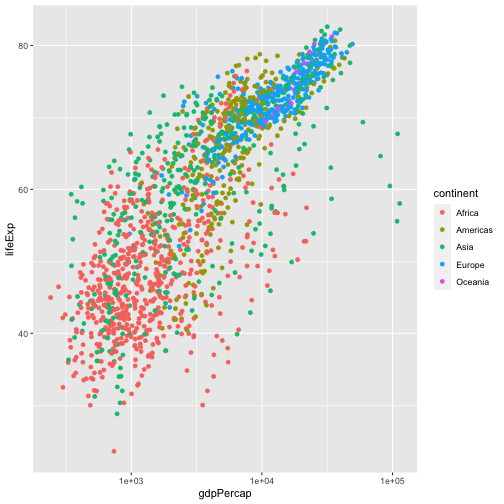 80
60
40
lifeExp
1e+03
1e+04
1e+05
gdpPercap
continent
Africa
Americas
Asia
Europe
Oceania